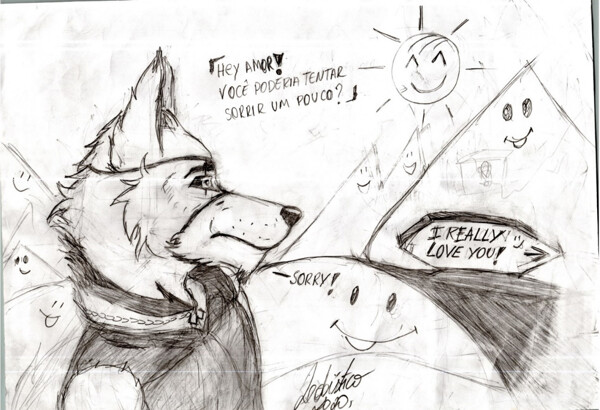 「HEY AMOR!
VOCÊ PODERIA TENTAR
SORRIR UM POUCO?」
I REALLY
LOVE YOU!
—SORRY!